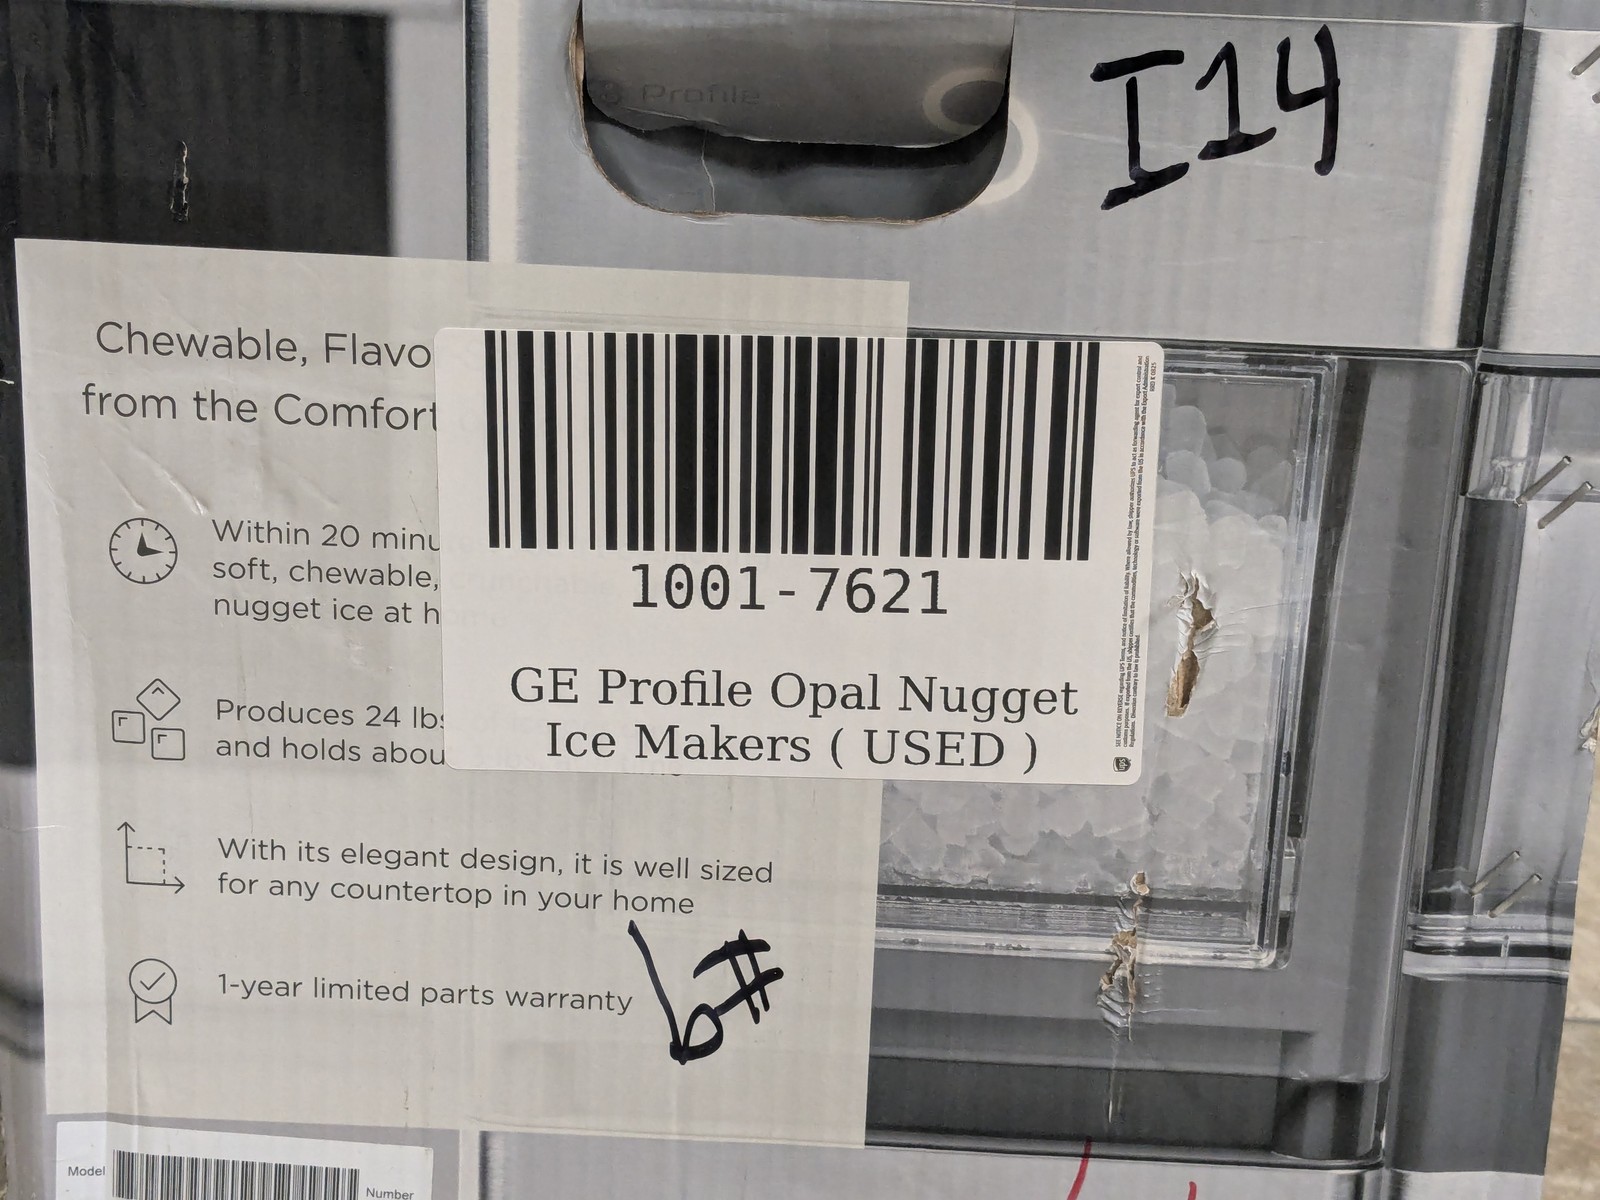 Profile
I14
Chewable, Flavo
from the Comfort
Within 20 minu
soft, chewable,
nugget ice at h
Produces 24 lbs
and holds abou
With its elegant design, it is well sized
for any countertop in your home
1-year limited parts warranty
1001-7621
GE Profile Opal Nugget
Ice Makers ( USED )
ups
Model
Number